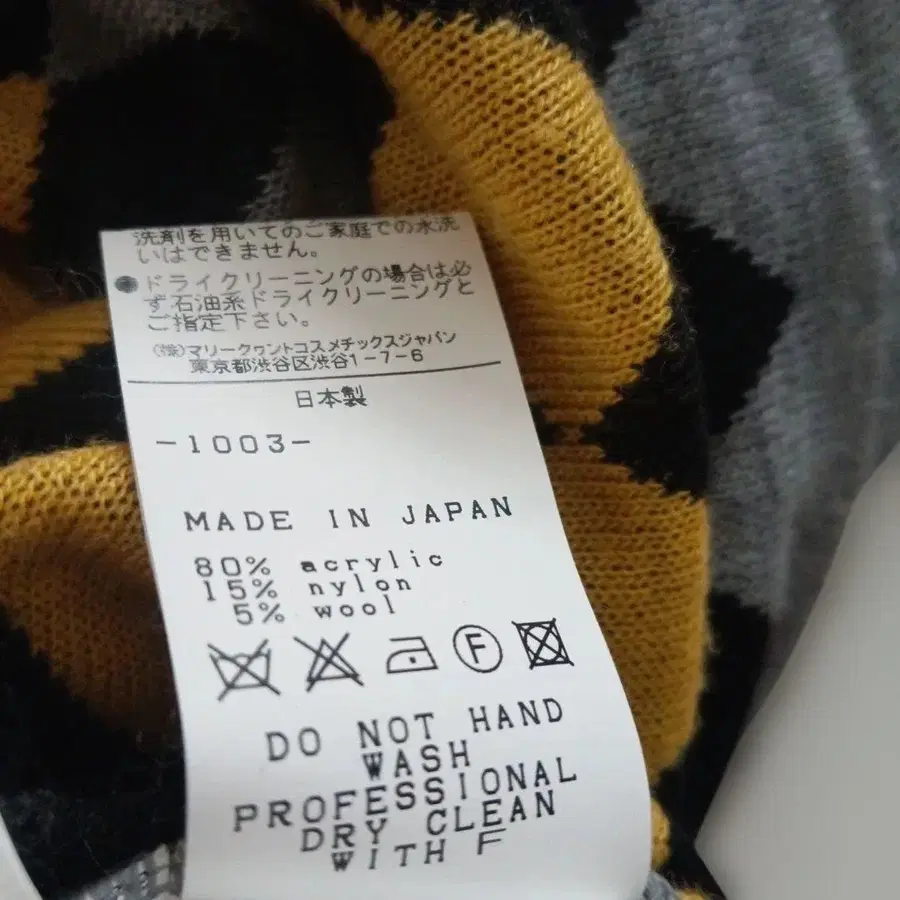 洗剤を用いてのご家庭での水洗
いはできません。
●ドライクリーニングの場合は必
ず石油系ドライクリーニングと
ご指定下さい。
(株)マリークヮントコスメチックスジャパン
東京都渋谷区渋谷1-7-6
日本製
-1003-
MADE IN JAPAN
80% acrylic
15% nylon
5% wool
F
DO NOT HAND
WASH
PROFESSIONAL
DRY CLEAN
WITH F